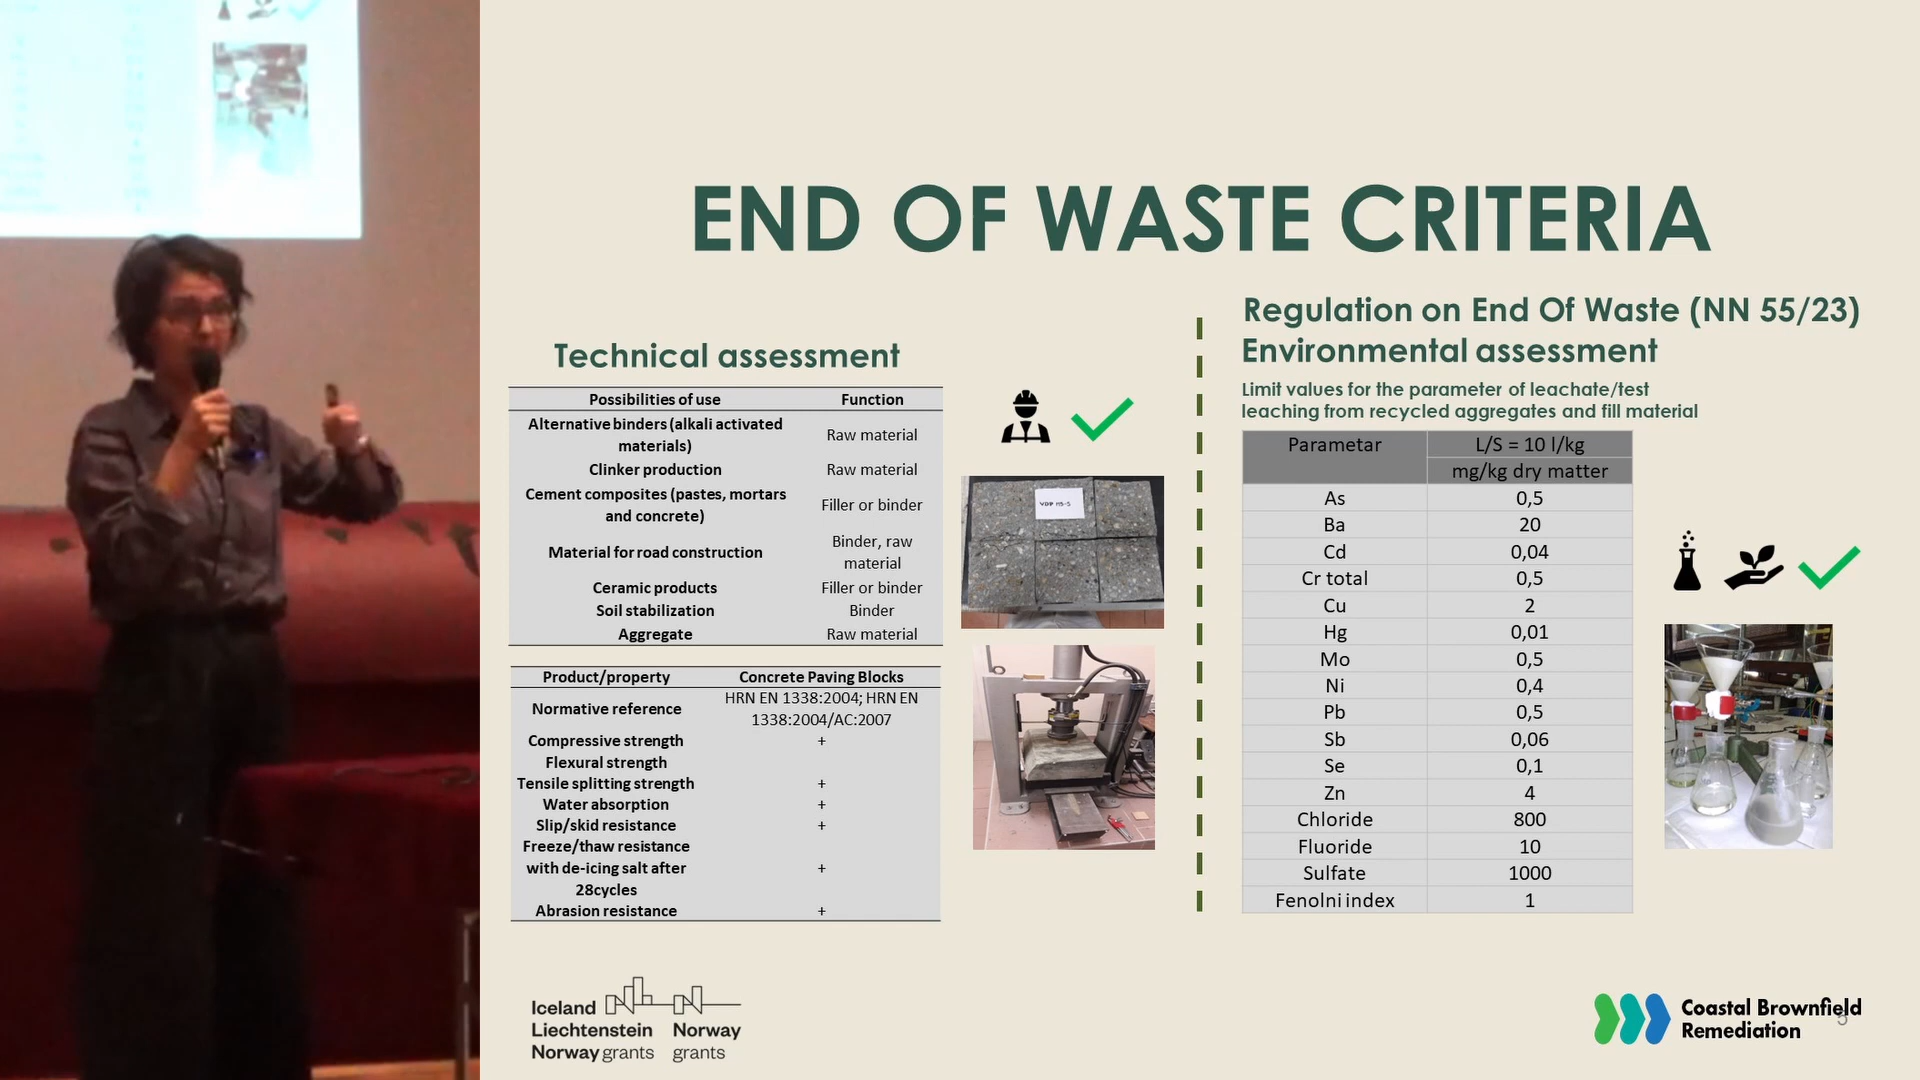 END OF WASTE CRITERIA
Technical assessment
Possibilities of use Function
Alternative binders (alkali activated
materials) Raw material
Clinker production Raw material
Cement composites (pastes, mortars
and concrete) Filler or binder
Material for road construction Binder, raw
material
Ceramic products Filler or binder
Soil stabilization Binder
Aggregate Raw material
Product/property Concrete Paving Blocks
Normative reference HRN EN 1338:2004; HRN EN
1338:2004/AC:2007
Compressive strength +
Flexural strength
Tensile splitting strength +
Water absorption +
Slip/skid resistance +
Freeze/thaw resistance
with de-icing salt after +
28cycles
Abrasion resistance +
VDP M5-S
Regulation on End Of Waste (NN 55/23)
Environmental assessment
Limit values for the parameter of leachate/test
leaching from recycled aggregates and fill material
Parametar L/S = 10 l/kg
mg/kg dry matter
As 0,5
Ba 20
Cd 0,04
Cr total 0,5
Cu 2
Hg 0,01
Mo 0,5
Ni 0,4
Pb 0,5
Sb 0,06
Se 0,1
Zn 4
Chloride 800
Fluoride 10
Sulfate 1000
Fenolni index 1
Iceland
Liechtenstein
Norway grants
Norway
grants
Coastal Brownfield
Remediation
5